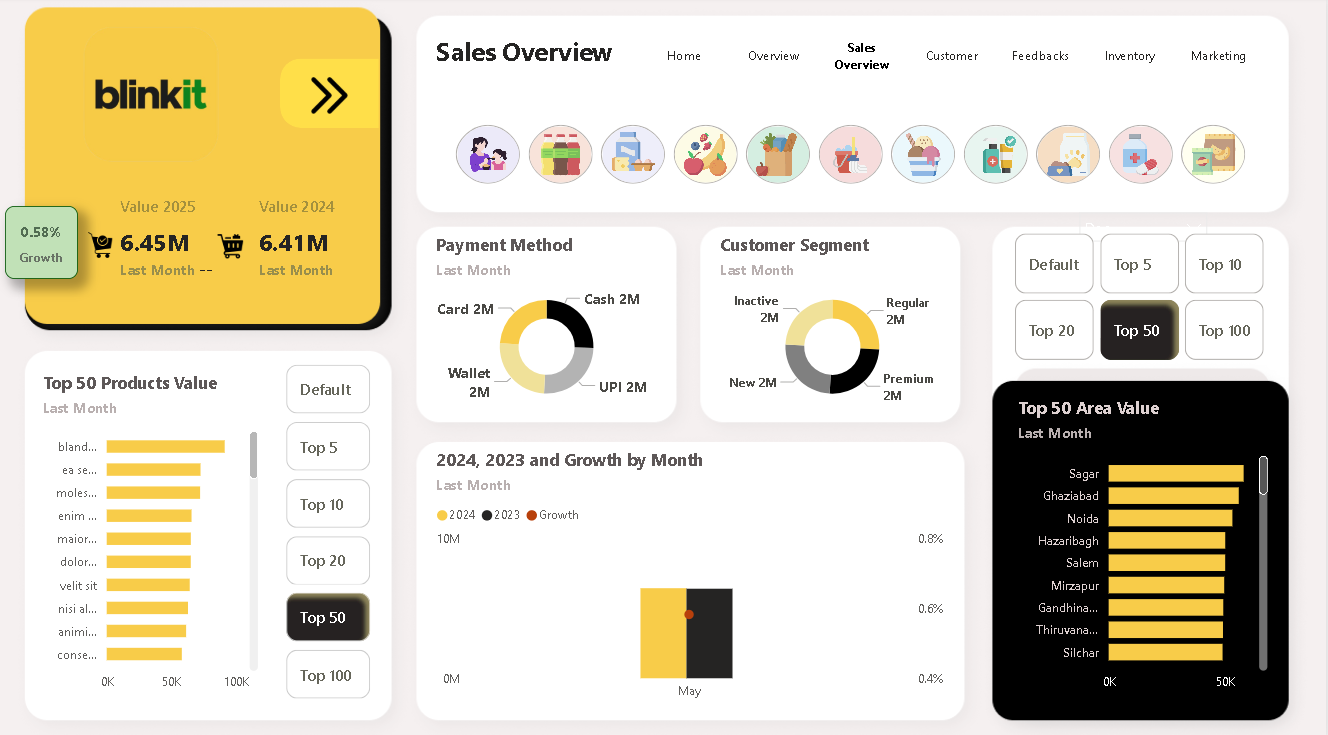 blinkit
Value 2025
Value 2024
0.58%
Growth
6.45M
6.41M
Last Month --
Last Month
Sales Overview
Home
Overview
Sales
Overview
Customer
Feedbacks
Inventory
Marketing
Payment Method
Last Month
Card 2M
Cash 2M
Wallet
2M
UPI 2M
Customer Segment
Last Month
Inactive
2M
Regular
2M
New 2M
Premium
2M
Default
Top 5
Top 10
Top 20
Top 50
Top 100
Top 50 Products Value
Last Month
bland...
ea se...
moles...
enim ...
maior...
dolor...
velit sit
nisi al...
animi...
conse...
0K
50K
100K
Default
Top 5
Top 10
Top 20
Top 50
Top 100
2024, 2023 and Growth by Month
Last Month
2024
2023
Growth
10M
0M
0.8%
0.6%
0.4%
May
Top 50 Area Value
Last Month
Sagar
Ghaziabad
Noida
Hazaribagh
Salem
Mirzapur
Gandhina...
Thiruvana...
Silchar
0K
50K